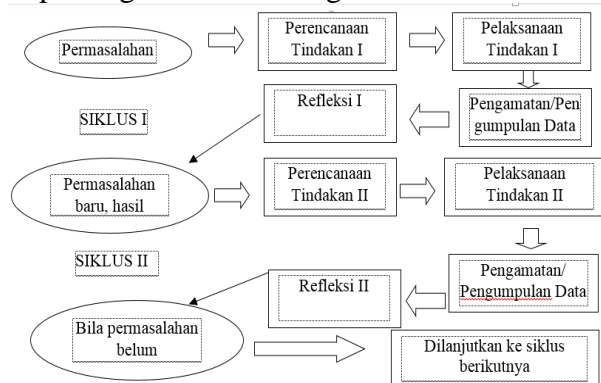 Permasalahan
Perencanaan
Tindakan I
Pelaksanaan
Tindakan I
SIKLUS I
Refleksi I
Pengamatan/Pen
gumpulan Data
Permasalahan
baru, hasil
Perencanaan
Tindakan II
Pelaksanaan
Tindakan II
SIKLUS II
Refleksi II
Pengamatan/
Pengumpulan Data
Bila permasalahan
belum
Dilanjutkan ke siklus
berikutnya